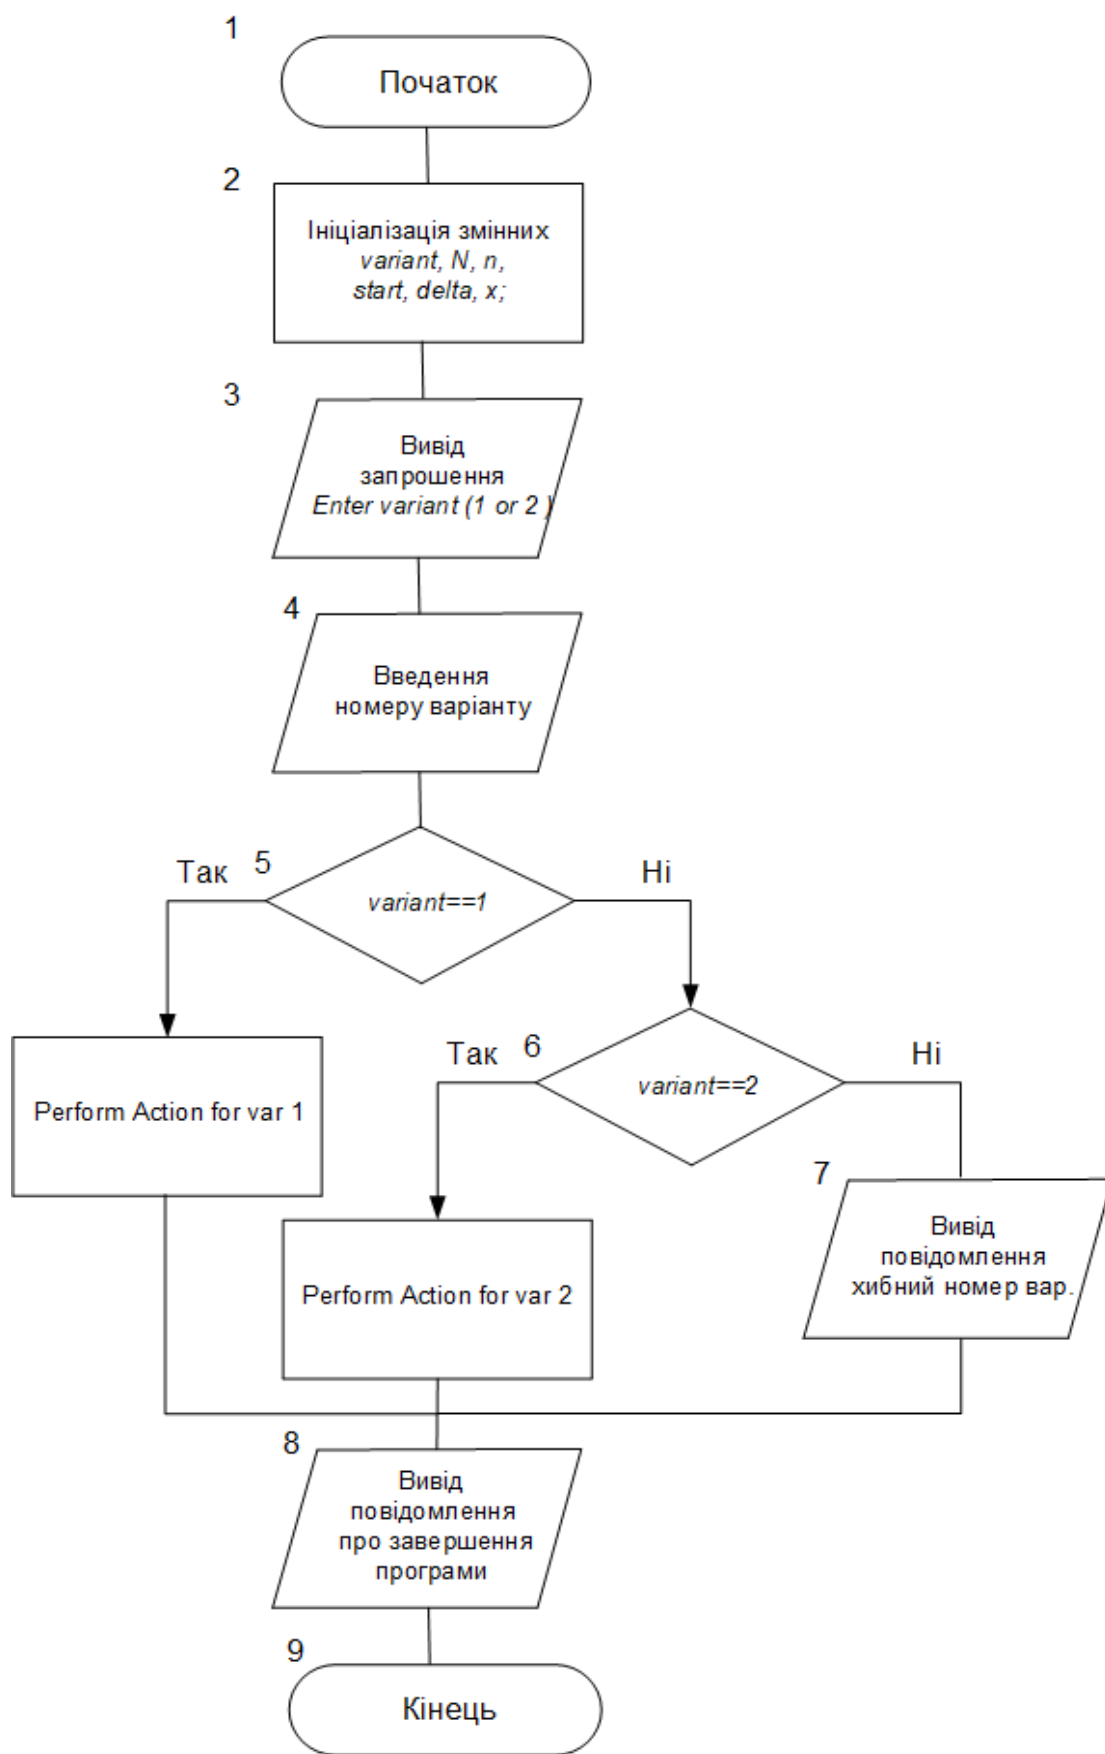 1
Початок
2
Ініціалізація змінних
variant, N, n,
start, delta, x;
3
Вивід
запрошення
Enter variant (1 or 2 )
4
Введення
номеру варіанту
Так
5
variant==1
Ні
Perform Action for var 1
Так
6
variant==2
Ні
Perform Action for var 2
7
Вивід
повідомлення
хибний номер вар.
8
Вивід
повідомлення
про завершення
програми
9
Кінець